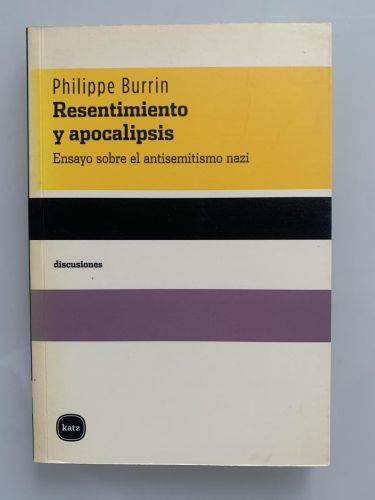 Philippe Burrin
Resentimiento
y apocalipsis
Ensayo sobre el antisemitismo nazi
discusiones
katz